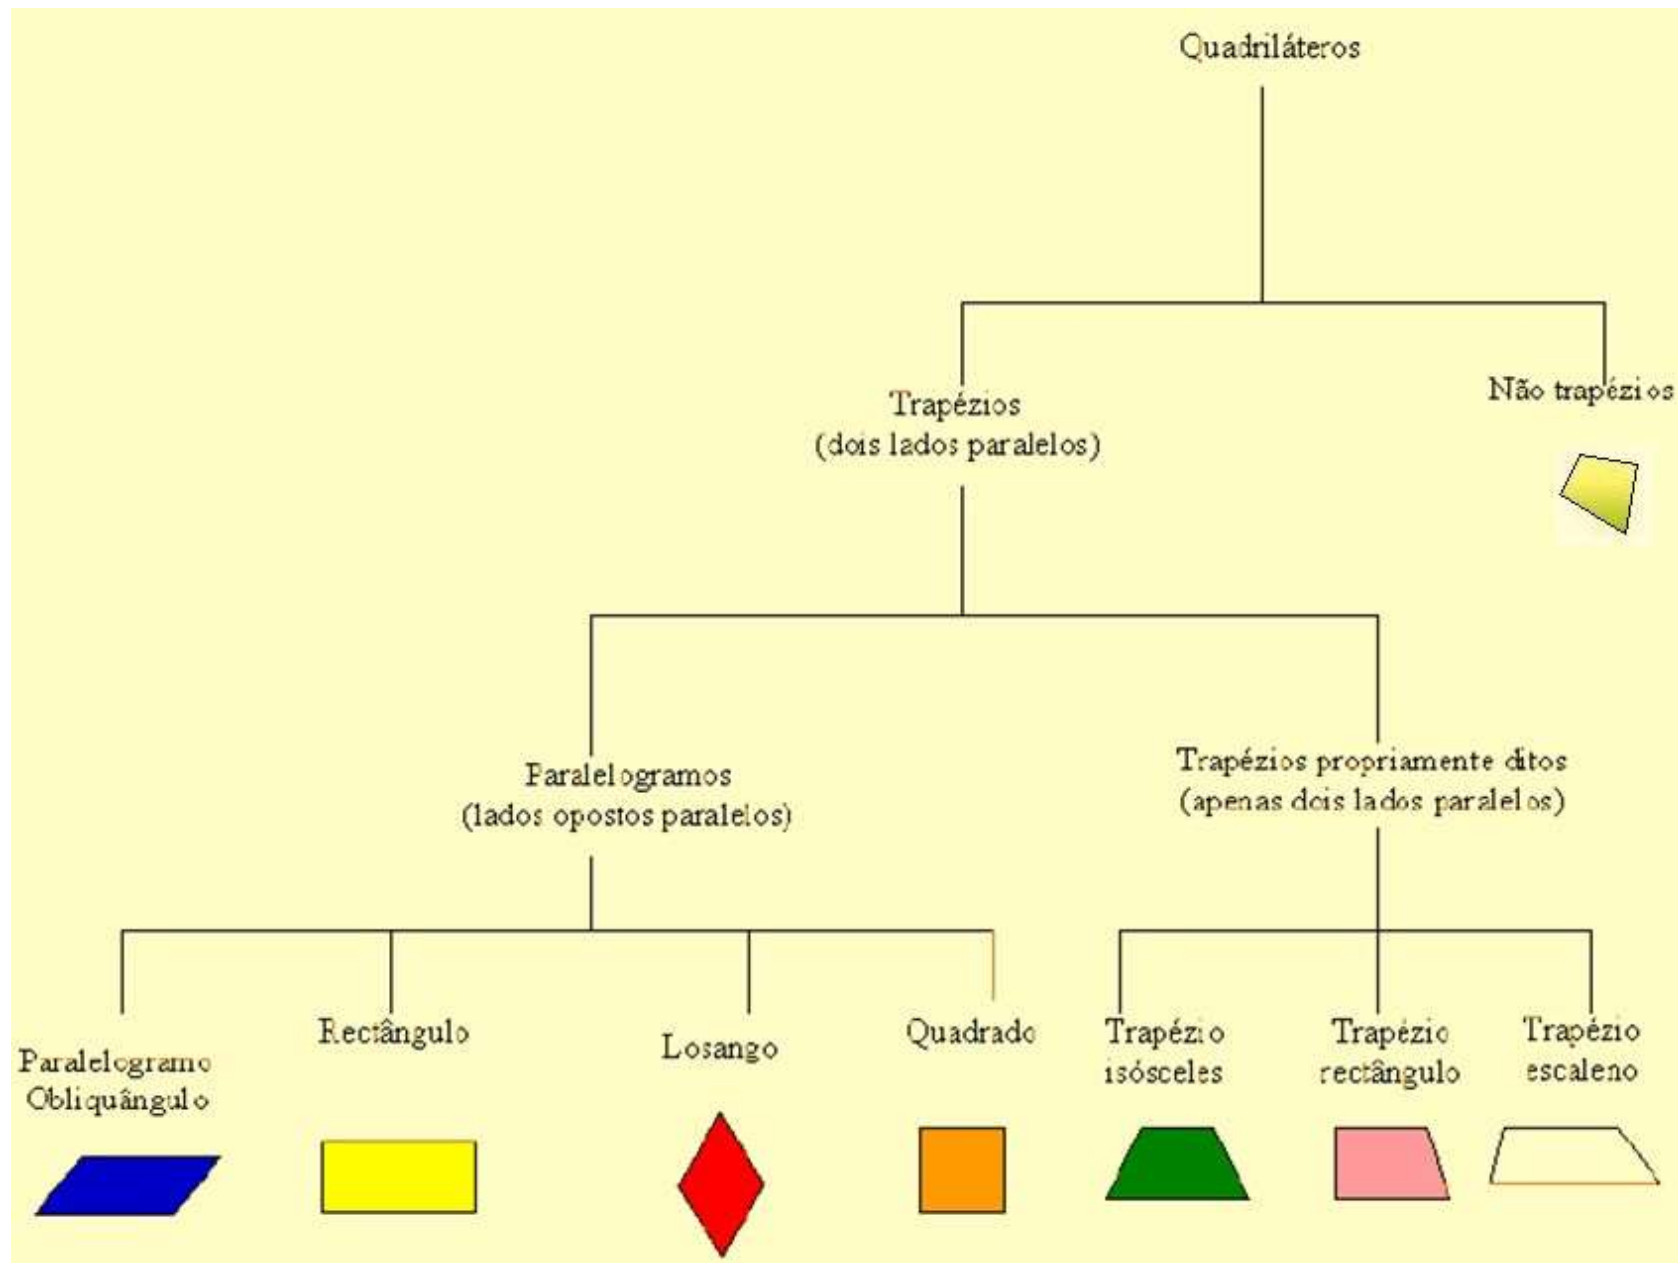 Quadriláteros
Trapézios
(dois lados paralelos)
Não trapézios
Paralelogramos
(lados opostos paralelos)
Trapézios propriamente ditos
(apenas dois lados paralelos)
Paralelogramo
Obliquângulo
Rectângulo
Losango
Quadrado
Trapézio
isósceles
Trapézio
rectângulo
Trapézio
escaleno